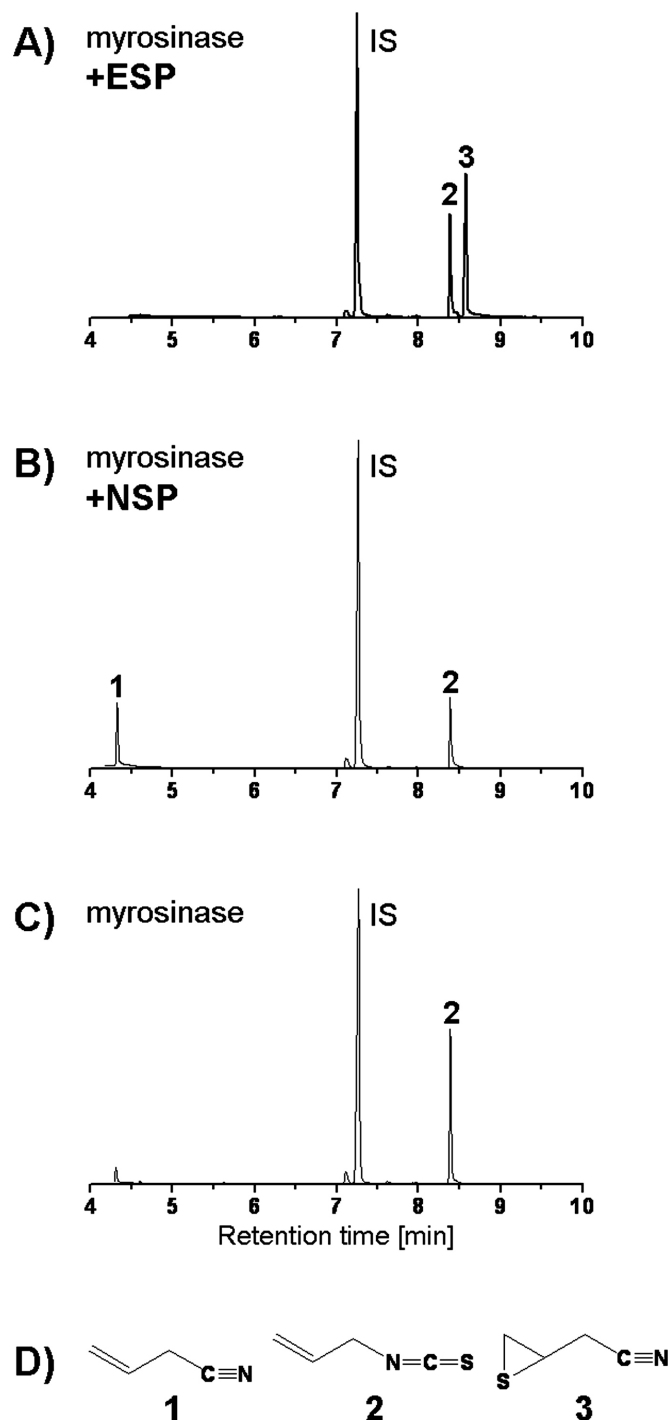 A) myrosinase
+ESP
IS
2
3
4 5 6 7 8 9 10
B) myrosinase
+NSP
IS
1
2
4 5 6 7 8 9 10
C) myrosinase
IS
2
4 5 6 7 8 9 10
Retention time [min]
D)
C≡N
N=C=S
S
C≡N
1 2 3